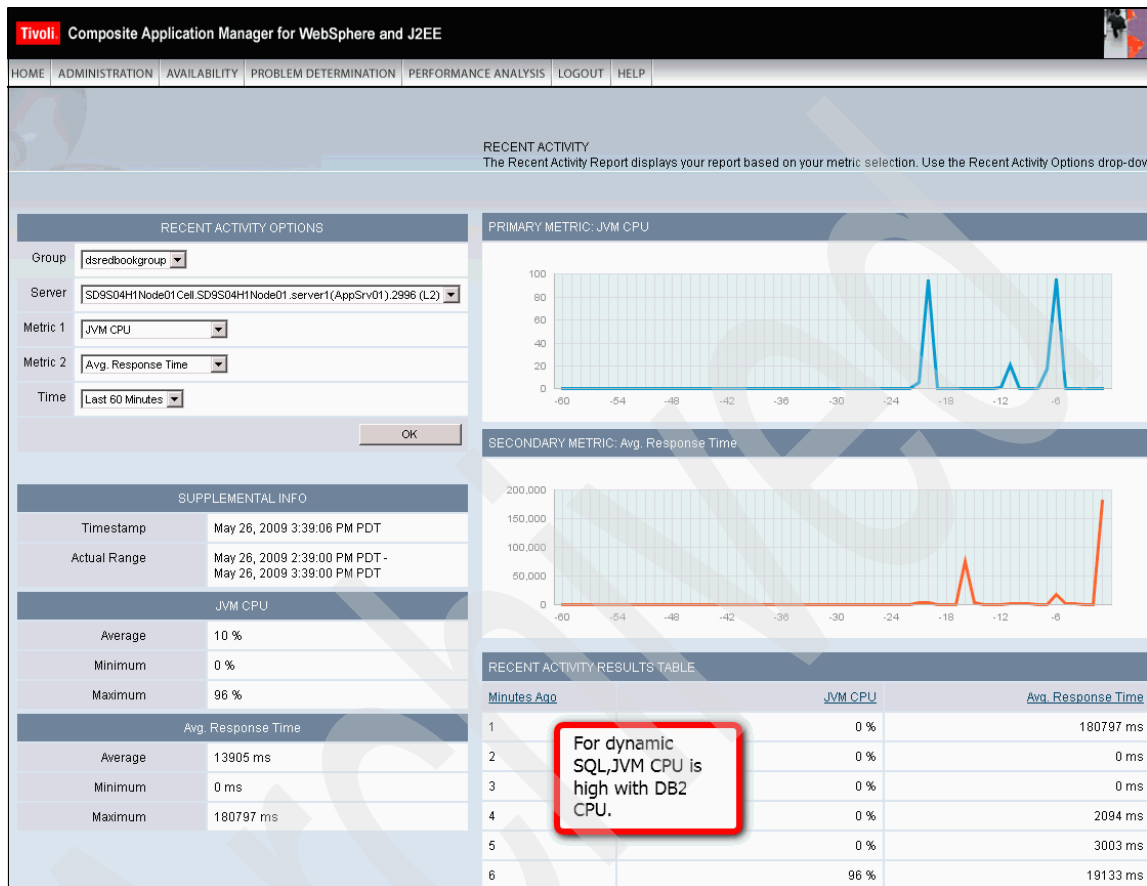 Tivoli. Composite Application Manager for WebSphere and J2EE
HOME ADMINISTRATION AVAILABILITY PROBLEM DETERMINATION PERFORMANCE ANALYSIS LOGOUT HELP
RECENT ACTIVITY
The Recent Activity Report displays your report based on your metric selection. Use the Recent Activity Options drop-dow
RECENT ACTIVITY OPTIONS
Group dsredbookgroup
Server SD9S04H1Node01Cell.SD9S04H1Node01.server1(AppSrv01).2996 (L2)
Metric 1 JVM CPU
Metric 2 Avg. Response Time
Time Last 60 Minutes
OK
SUPPLEMENTAL INFO
Timestamp May 26, 2009 3:39:06 PM PDT
Actual Range May 26, 2009 2:39:00 PM PDT -
May 26, 2009 3:39:00 PM PDT
JVM CPU
Average 10 %
Minimum 0 %
Maximum 96 %
Avg. Response Time
Average 13905 ms
Minimum 0 ms
Maximum 180797 ms
PRIMARY METRIC: JVM CPU
100
80
60
40
20
0
-60 -54 -48 -42 -36 -30 -24 -18 -12 -6
SECONDARY METRIC: Avg. Response Time
200,000
150,000
100,000
50,000
0
-60 -54 -48 -42 -36 -30 -24 -18 -12 -6
RECENT ACTIVITY RESULTS TABLE
Minutes Ago JVM CPU Avg. Response Time
1 0 % 180797 ms
2 0 % 0 ms
3 0 % 0 ms
4 0 % 2094 ms
5 0 % 3003 ms
6 96 % 19133 ms
For dynamic
SQL,JVM CPU is
high with DB2
CPU.
Archived